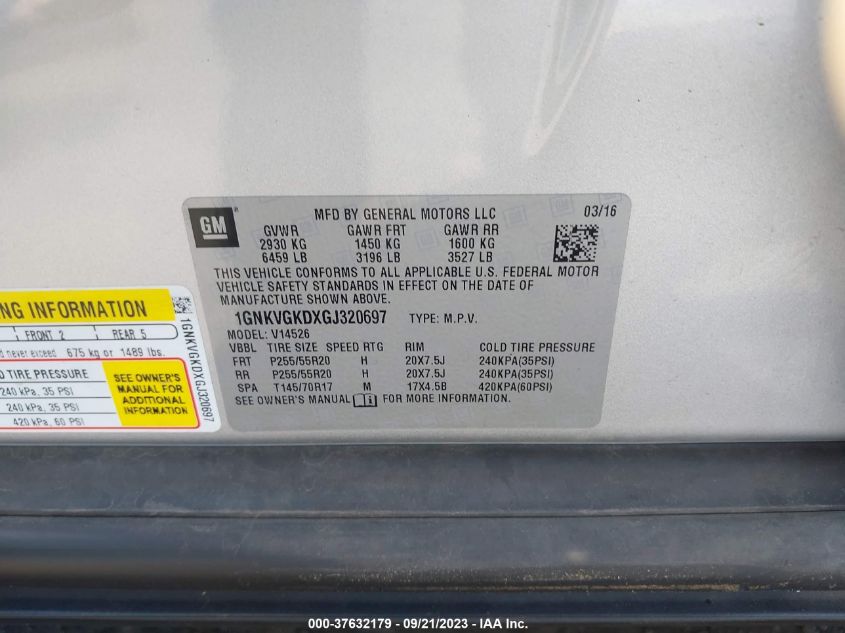 GM
MFD BY GENERAL MOTORS LLC 03/16
GVWR GAWR FRT GAWR RR
2930 KG 1450 KG 1600 KG
6459 LB 3196 LB 3527 LB
THIS VEHICLE CONFORMS TO ALL APPLICABLE U.S. FEDERAL MOTOR
VEHICLE SAFETY STANDARDS IN EFFECT ON THE DATE OF
MANUFACTURE SHOWN ABOVE.
1GNKVGKDXGJ320697 TYPE: M.P.V.
MODEL: V14526
VBBL TIRE SIZE SPEED RTG RIM COLD TIRE PRESSURE
FRT P255/55R20 H 20X7.5J 240KPA(35PSI)
RR P255/55R20 H 20X7.5J 240KPA(35PSI)
SPA T145/70R17 M 17X4.5B 420KPA(60PSI)
SEE OWNER'S MANUAL FOR MORE INFORMATION.
NG INFORMATION
FRONT 2 REAR 5
never exceed 675 kg or 1489 lbs.
TIRE PRESSURE
240 kPa, 35 PSI
240 kPa, 35 PSI
420 kPa, 60 PSI
SEE OWNER'S
MANUAL FOR
ADDITIONAL
INFORMATION
1GNKVGKDXGJ320697
000-37632179 - 09/21/2023 - IAA Inc.